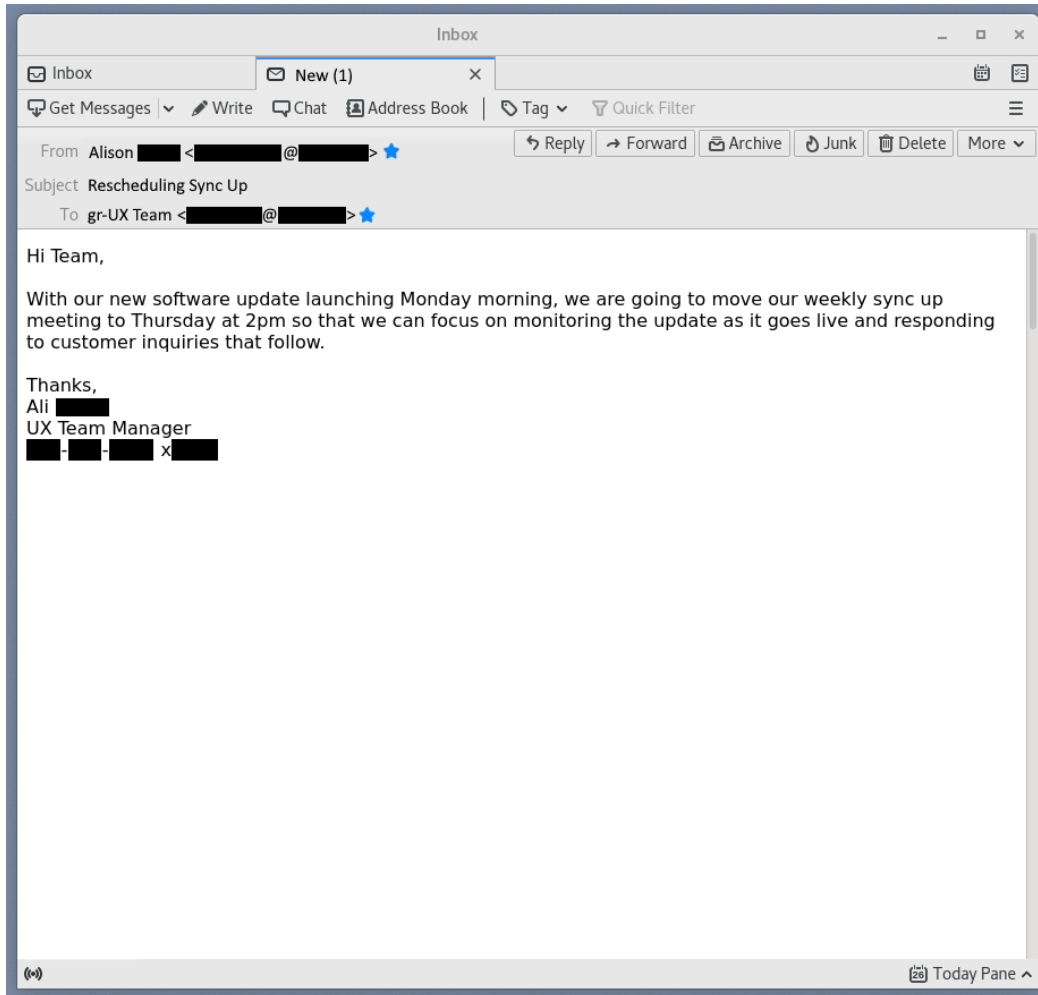 Inbox
Inbox
New (1)
Get Messages Write Chat Address Book Tag Quick Filter
From Alison < @ >
Reply Forward Archive Junk Delete More
Subject Rescheduling Sync Up
To gr-UX Team < @ >
Hi Team,
With our new software update launching Monday morning, we are going to move our weekly sync up
meeting to Thursday at 2pm so that we can focus on monitoring the update as it goes live and responding
to customer inquiries that follow.
Thanks,
Ali
UX Team Manager
- - x
26 Today Pane